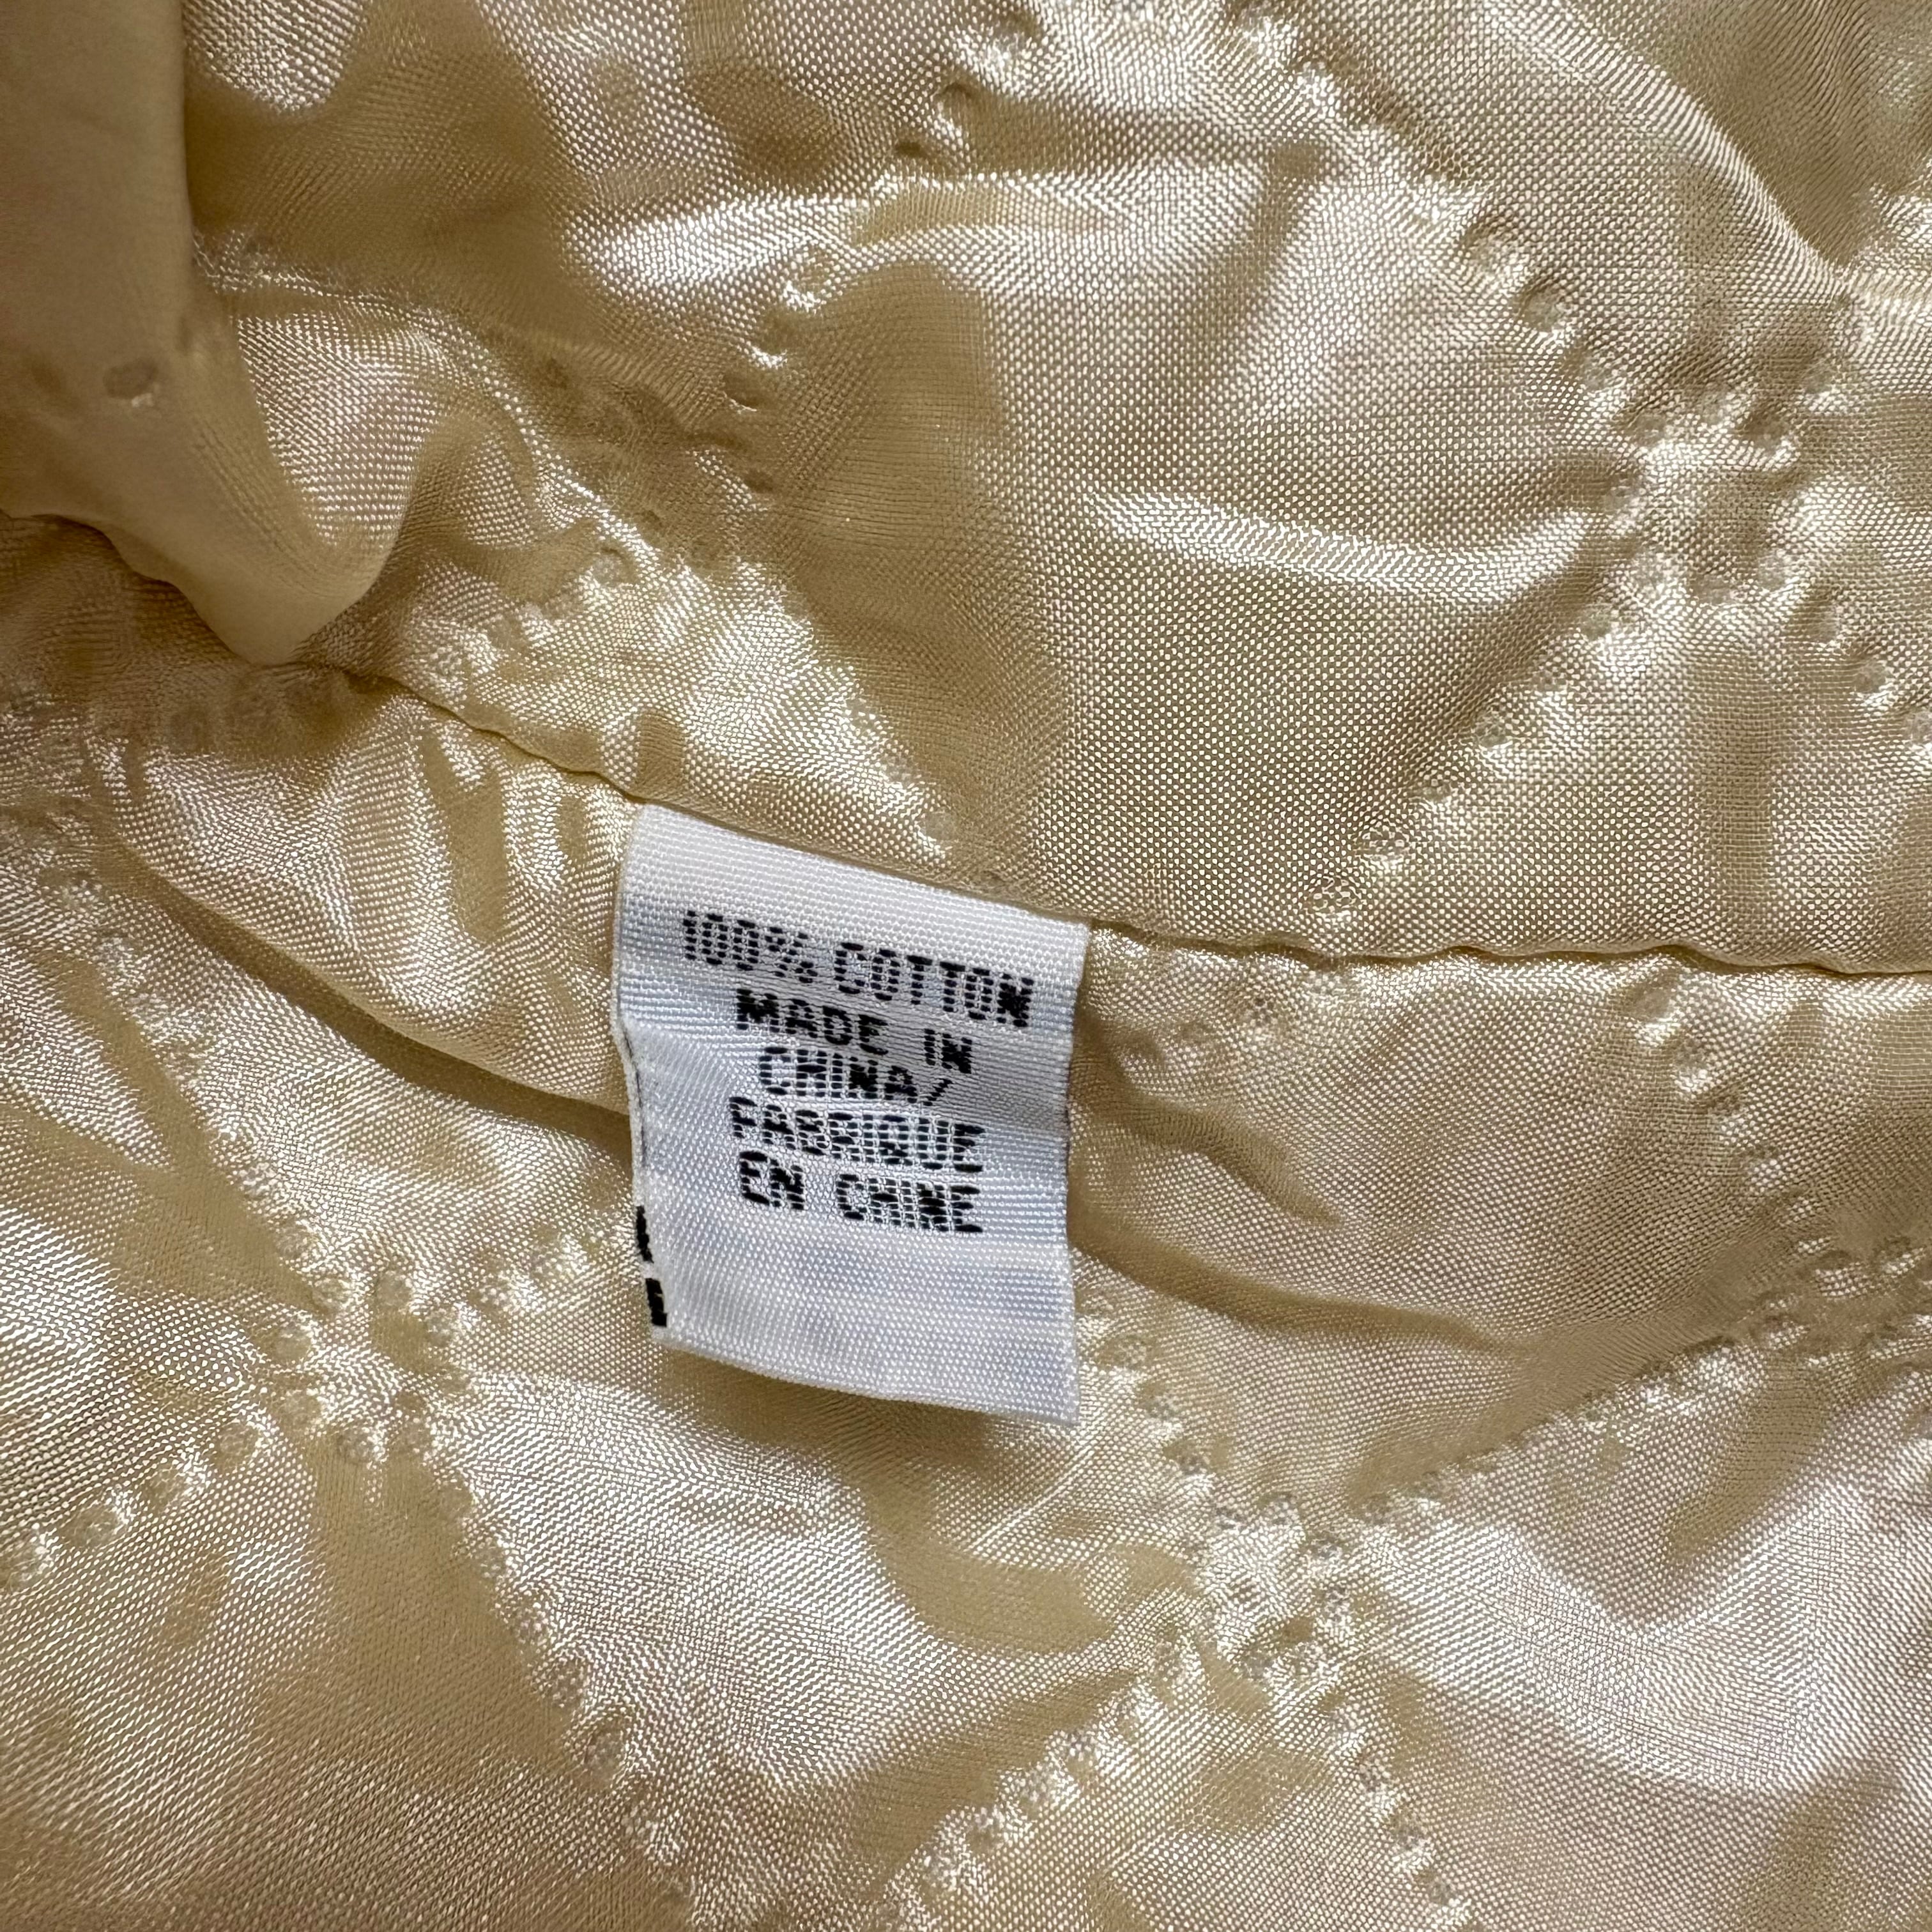 100% COTTON
MADE IN
CHINA/
FABRIQUE
EN CHINE